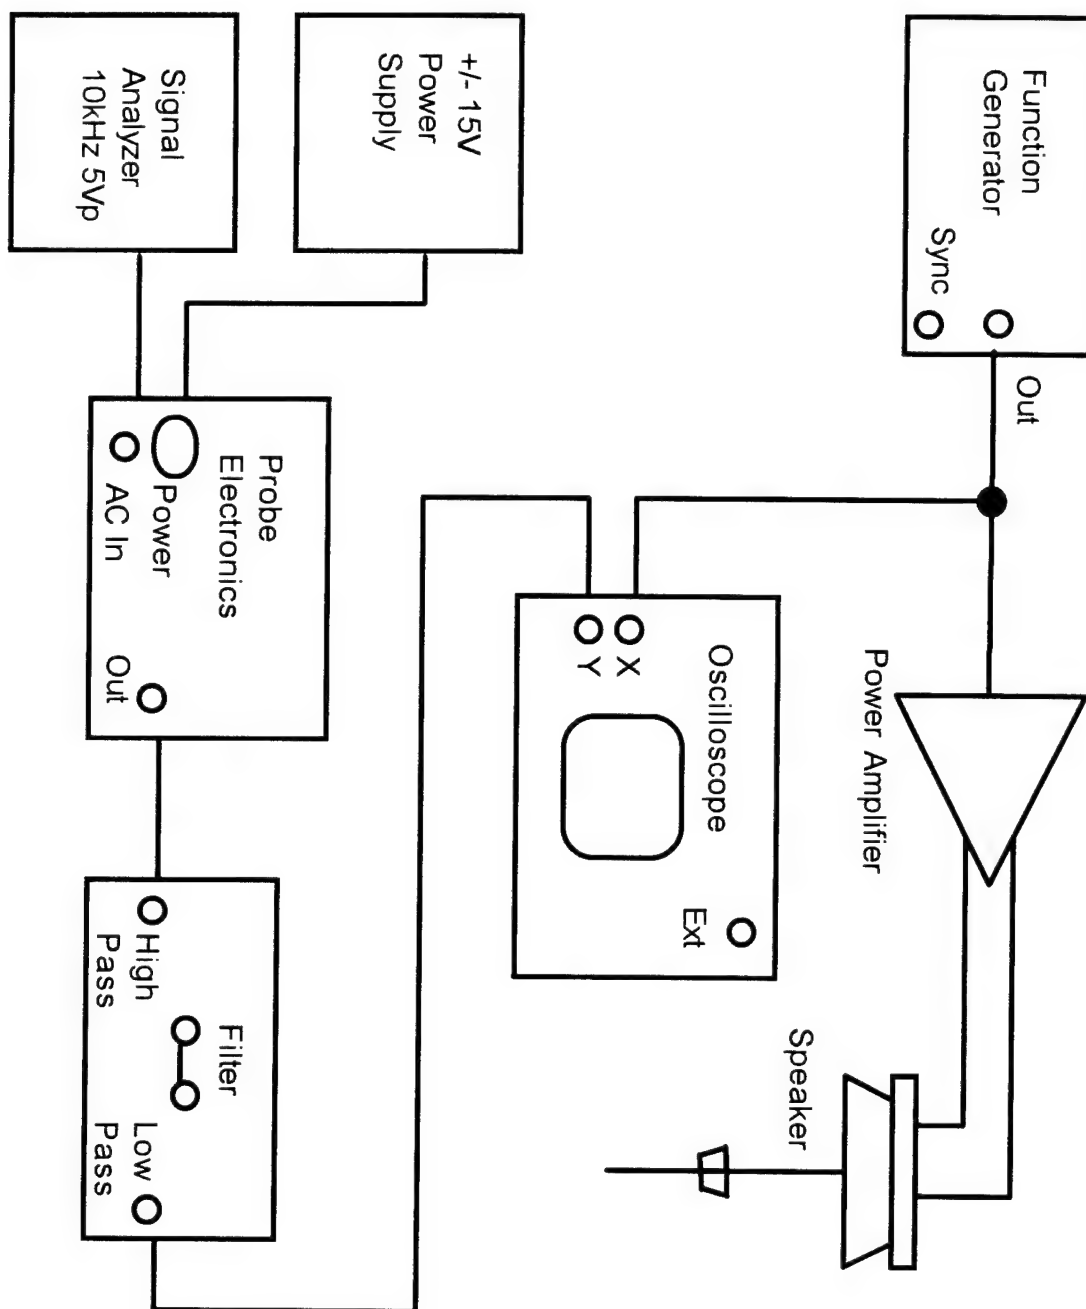 Function
Generator
Sync
Out
Power Amplifier
Speaker
Oscilloscope
X
Y
Ext
+/- 15V
Power
Supply
Signal
Analyzer
10kHz 5Vp
Probe
Electronics
Power
AC In
Out
Filter
High
Pass
Low
Pass